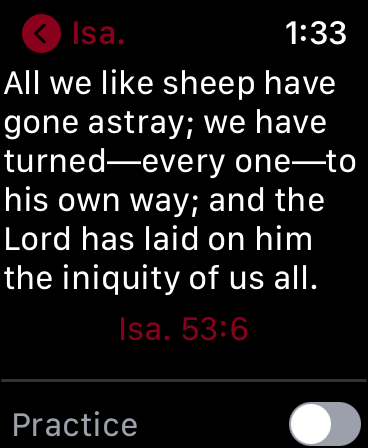 Isa. 1:33
All we like sheep have
gone astray; we have
turned—every one—to
his own way; and the
Lord has laid on him
the iniquity of us all.
Isa. 53:6
Practice